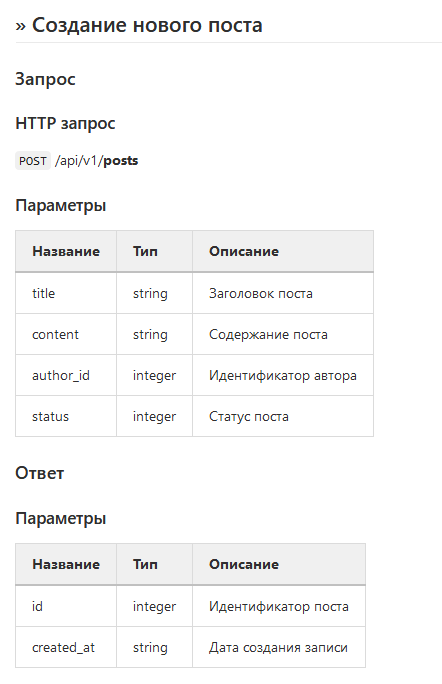 » Создание нового поста
Запрос
HTTP запрос
POST /api/v1/posts
Параметры
Название Тип Описание
title string Заголовок поста
content string Содержание поста
author_id integer Идентификатор автора
status integer Статус поста
Ответ
Параметры
Название Тип Описание
id integer Идентификатор поста
created_at string Дата создания записи